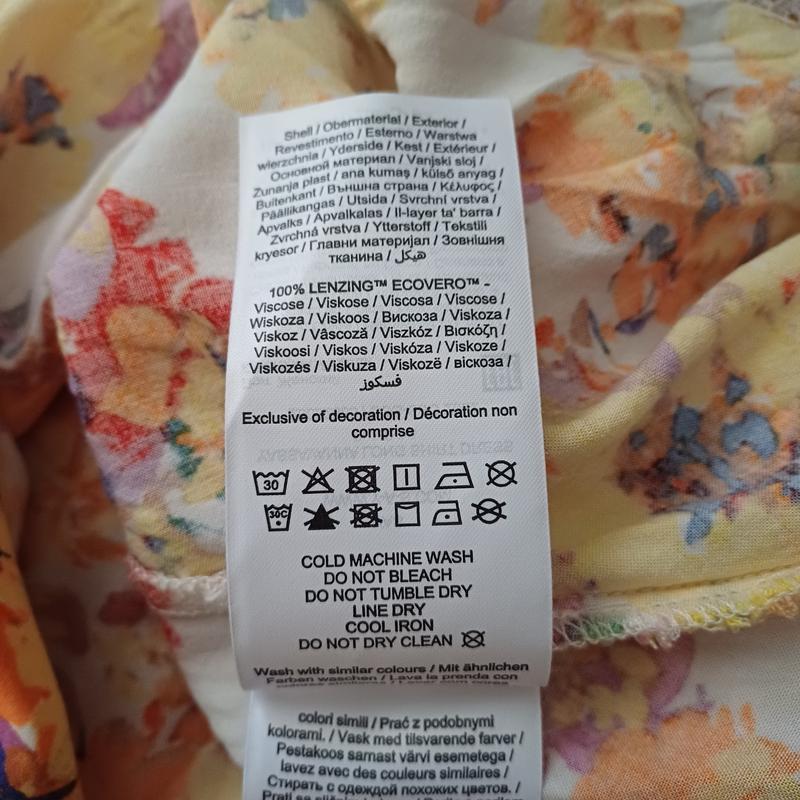 Shell / Obermaterial / Exterior /
Revestimento / Esterno / Warstwa
wierzchnia / Yderside / Kest / Extérieur /
Основной материал / Vanjski sloj /
Zunanja plast / ana kumaş / külső anyag /
Buitenkant / Външна страна / Κέλυφος /
Päällikangas / Utsida / Svrchní vrstva /
Apvalks / Apvalkalas / Il-layer ta' barra /
Zvrchná vrstva / Ytterstoff / Tekstili
kryesor / Главни материјал / Зовнішня
тканина / هيكل
100% LENZING™ ECOVERO™ -
Viscose / Viskose / Viscosa / Viscose /
Wiskoza / Viskoos / Вискоза / Viskoza /
Viskoz / Vâscoză / Viszkóz / Βισκόζη /
Viskoosi / Viskos / Viskóza / Viskoze /
Viskozés / Viskuza / Viskozë / віскоза /
فسكوز
Exclusive of decoration / Décoration non
comprise
30
30C
COLD MACHINE WASH
DO NOT BLEACH
DO NOT TUMBLE DRY
LINE DRY
COOL IRON
DO NOT DRY CLEAN
Wash with similar colours / Mit ähnlichen
Farben waschen / Lava la prenda con
colori simili / Prać z podobnymi
kolorami. / Vask med tilsvarende farver /
Pestakoos samast värvi esemetega /
lavez avec des couleurs similaires /
Стирать с одеждой похожих цветов. /